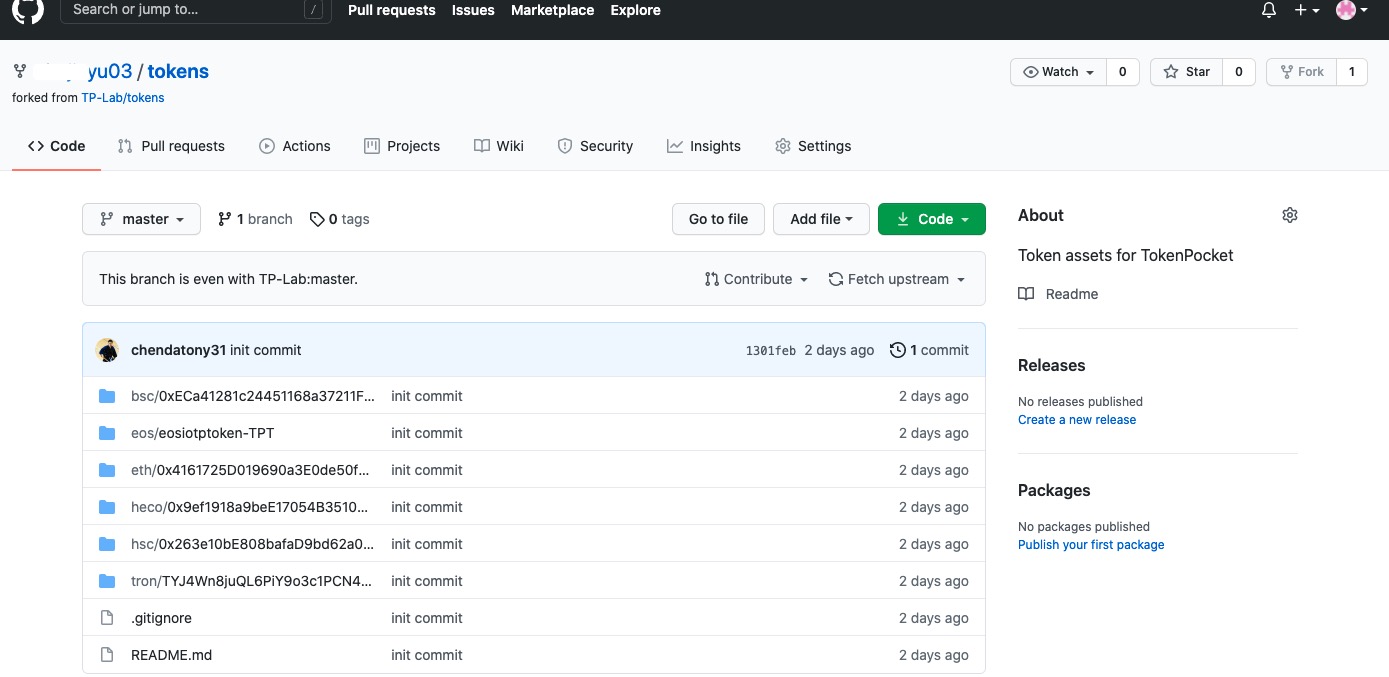 Search or jump to... /
Pull requests Issues Marketplace Explore
yu03 / tokens
Watch 0 Star 0 Fork 1
forked from TP-Lab/tokens
Code Pull requests Actions Projects Wiki Security Insights Settings
master 1 branch 0 tags Go to file Add file Code
This branch is even with TP-Lab:master. Contribute Fetch upstream
chendatony31 init commit 1301feb 2 days ago 1 commit
bsc/0xECa41281c24451168a37211F... init commit 2 days ago
eos/eosiotptoken-TPT init commit 2 days ago
eth/0x4161725D019690a3E0de50f... init commit 2 days ago
heco/0x9ef1918a9beE17054B3510... init commit 2 days ago
hsc/0x263e10bE808bafaD9bd62a0... init commit 2 days ago
tron/TYJ4Wn8juQL6PiY9o3c1PCN4... init commit 2 days ago
.gitignore init commit 2 days ago
README.md init commit 2 days ago
About
Token assets for TokenPocket
Readme
Releases
No releases published
Create a new release
Packages
No packages published
Publish your first package